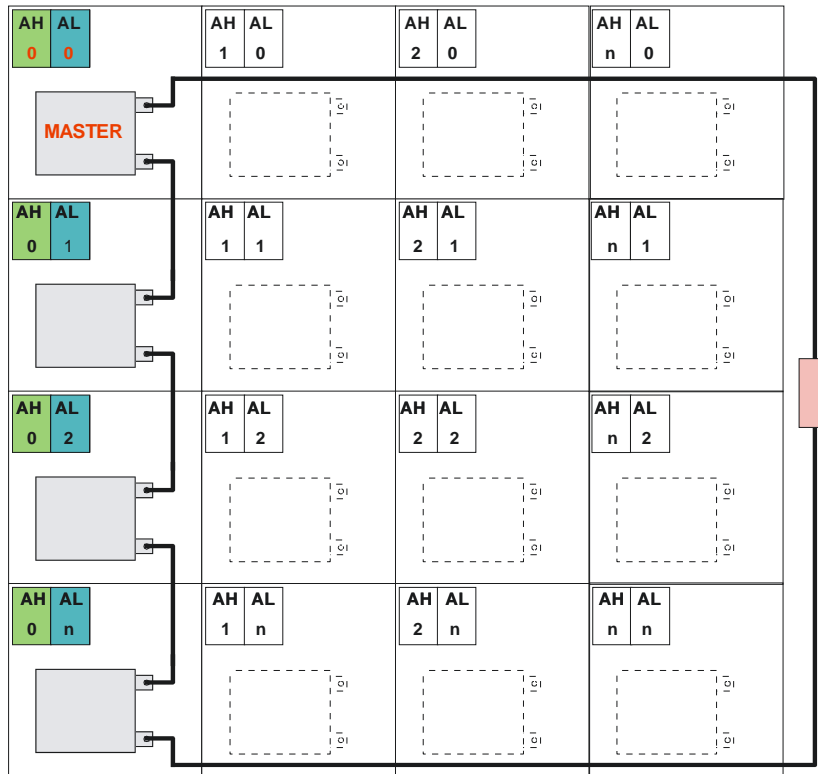 AH AL AH AL AH AL AH AL
0 0 1 0 2 0 n 0
MASTER
AH AL AH AL AH AL AH AL
0 1 1 1 2 1 n 1
AH AL AH AL AH AL AH AL
0 2 1 2 2 2 n 2
AH AL AH AL AH AL AH AL
0 n 1 n 2 n n n